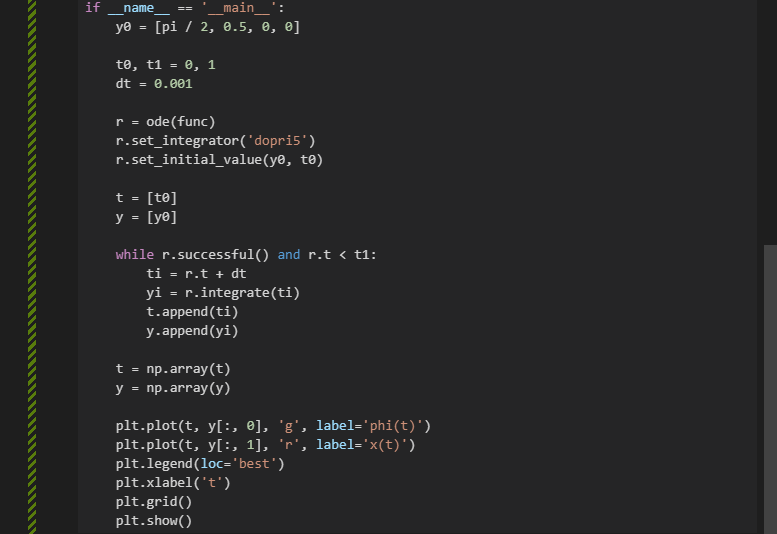 if __name__ == '__main__':
    y0 = [pi / 2, 0.5, 0, 0]
    t0, t1 = 0, 1
    dt = 0.001
    r = ode(func)
    r.set_integrator('dopri5')
    r.set_initial_value(y0, t0)
    t = [t0]
    y = [y0]
    while r.successful() and r.t < t1:
        ti = r.t + dt
        yi = r.integrate(ti)
        t.append(ti)
        y.append(yi)
    t = np.array(t)
    y = np.array(y)
    plt.plot(t, y[:, 0], 'g', label='phi(t)')
    plt.plot(t, y[:, 1], 'r', label='x(t)')
    plt.legend(loc='best')
    plt.xlabel('t')
    plt.grid()
    plt.show()